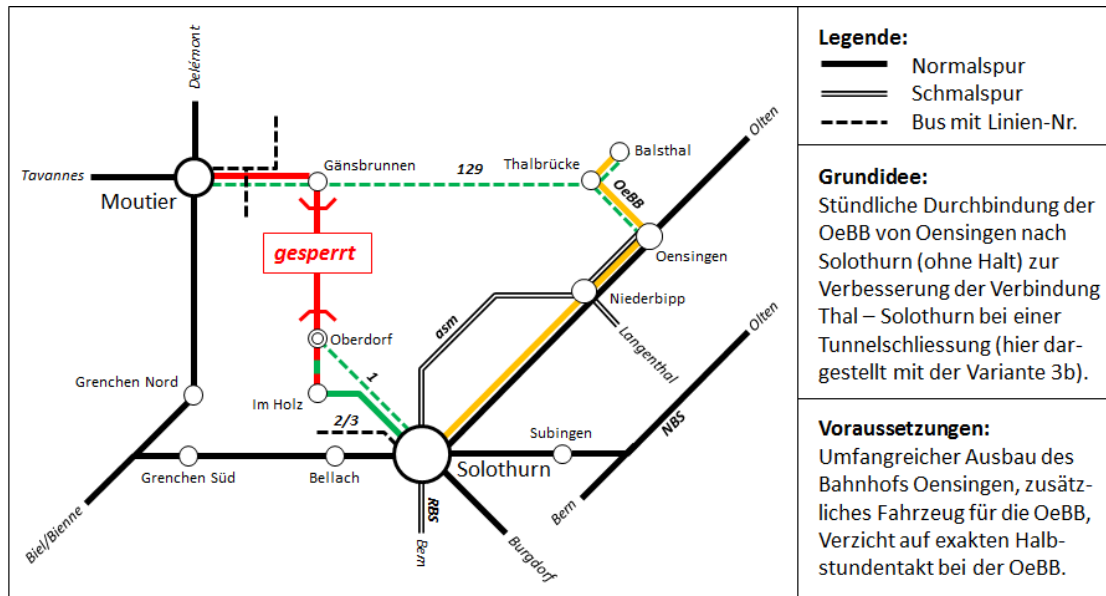 Delémont
Tavannes
Moutier
Gänsbrunnen
129
Thalbrücke
Balsthal
OeBB
Olten
Oensingen
gesperrt
Niederbipp
Langenthal
asm
Oberdorf
1
Im Holz
2/3
Grenchen Nord
Grenchen Süd
Bellach
Solothurn
Subingen
NBS
Olten
Bern
Biel/Bienne
RBS
Bern
Burgdorf
Legende:
Normalspur
Schmalspur
Bus mit Linien-Nr.
Grundidee:
Stündliche Durchbindung der
OeBB von Oensingen nach
Solothurn (ohne Halt) zur
Verbesserung der Verbindung
Thal – Solothurn bei einer
Tunnelschliessung (hier dar-
gestellt mit der Variante 3b).
Voraussetzungen:
Umfangreicher Ausbau des
Bahnhofs Oensingen, zusätz-
liches Fahrzeug für die OeBB,
Verzicht auf exakten Halb-
stundentakt bei der OeBB.